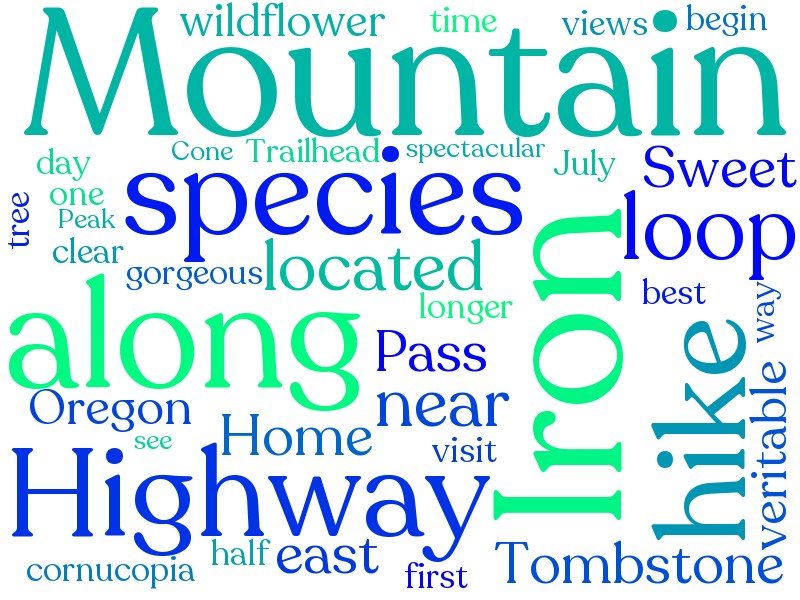 wildflower
time
views
begin
Mountain
Cone
Trailhead
spectacular
July
Sweet
day
one
species
tree
Peak
loop
clear
gorgeous
located
Iron
longer
best
way
along
Pass
hike
Oregon
near
Home
see
visit
veritable
Highway
half
east
Tombstone
cornucopia
first